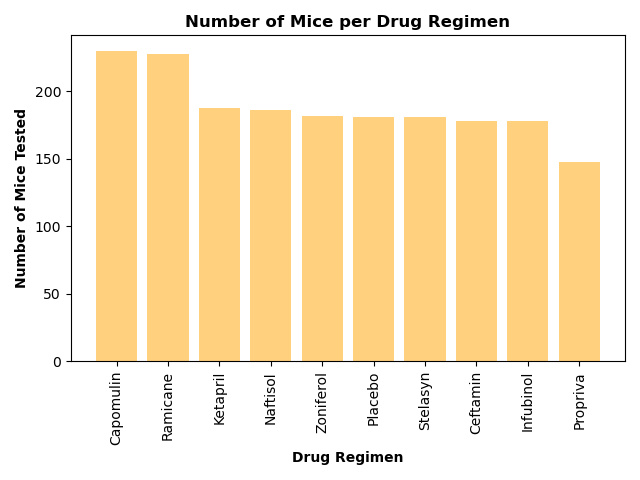 Number of Mice per Drug Regimen
Number of Mice Tested
200
150
100
50
0
Capomulin
Ramicane
Ketapril
Naftisol
Zoniferol
Placebo
Stelasyn
Ceftamin
Infubinol
Propriva
Drug Regimen